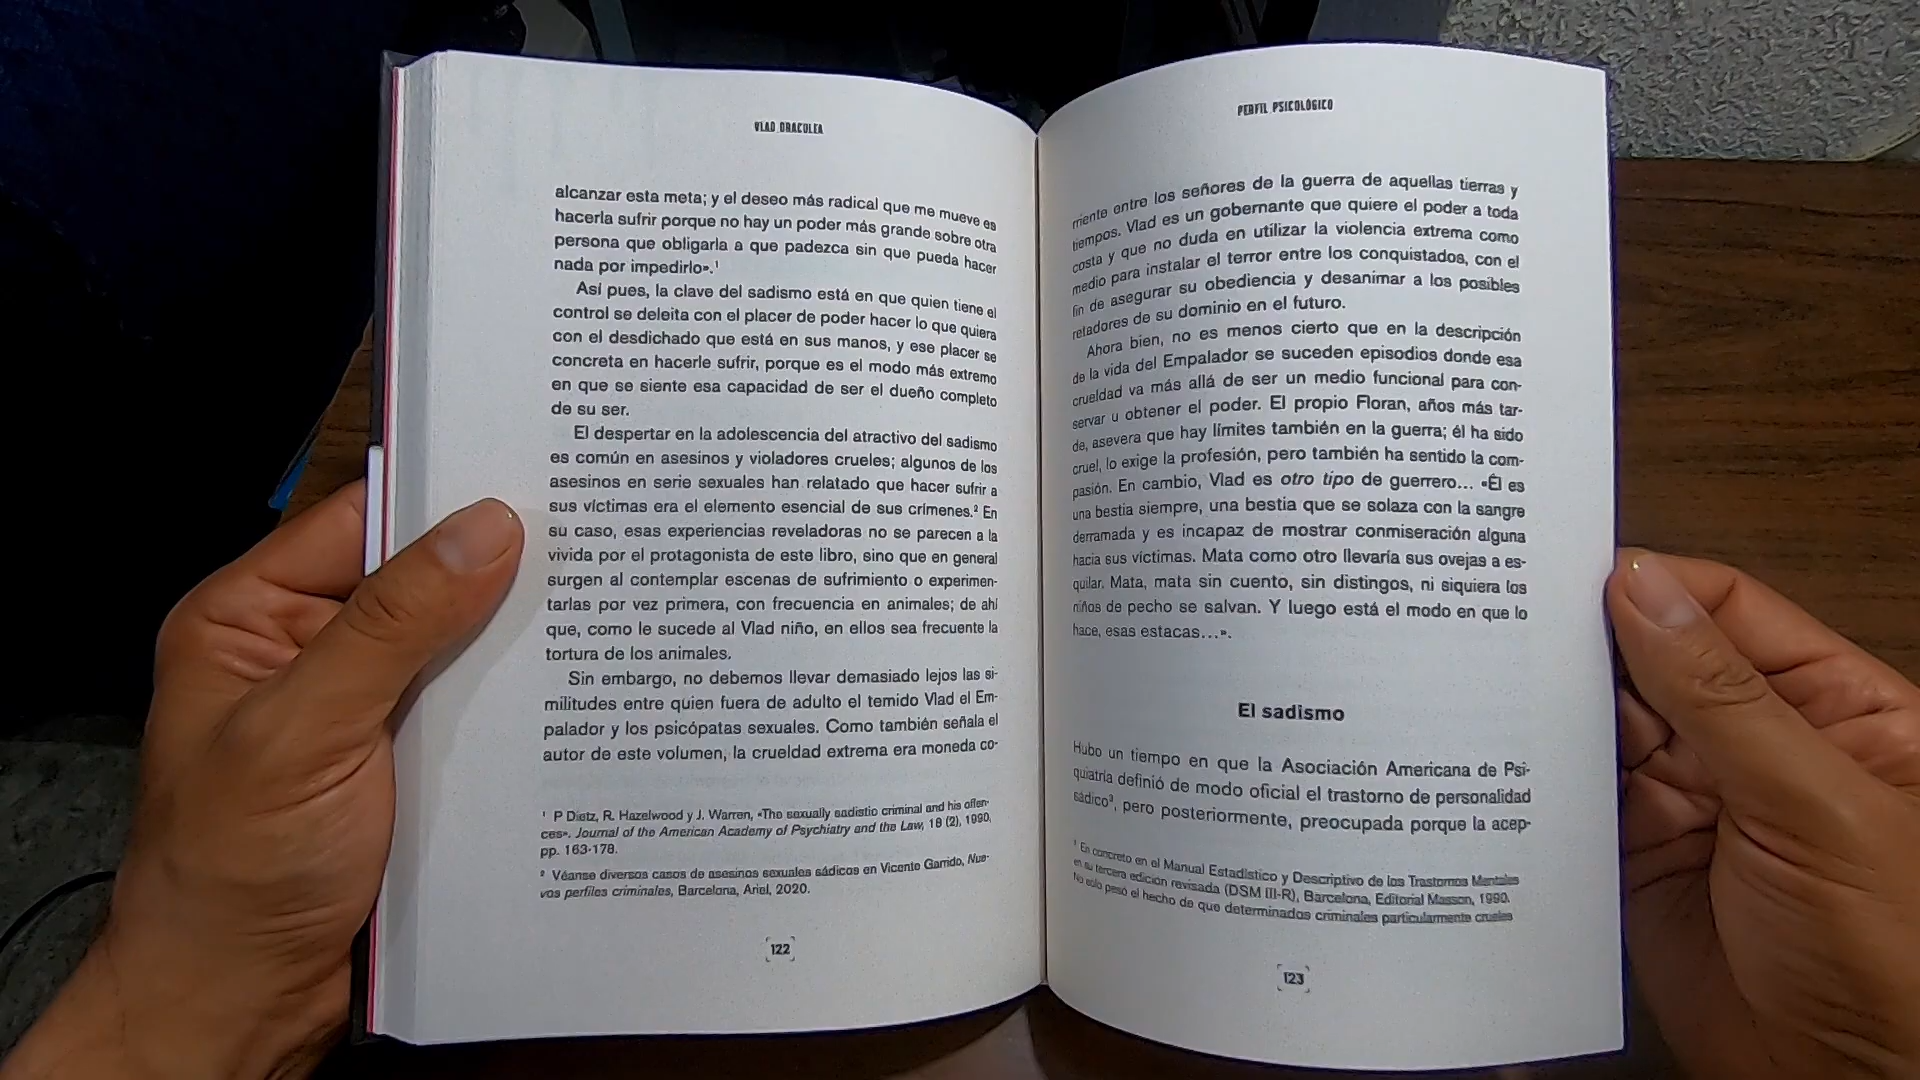 VLAD DRACULEA
alcanzar esta meta; y el deseo más radical que me mueve es
hacerla sufrir porque no hay un poder más grande sobre otra
persona que obligarla a que padezca sin que pueda hacer
nada por impedirlo».¹
Así pues, la clave del sadismo está en que quien tiene el
control se deleita con el placer de poder hacer lo que quiera
con el desdichado que está en sus manos, y ese placer se
concreta en hacerle sufrir, porque es el modo más extremo
en que se siente esa capacidad de ser el dueño completo
de su ser.
El despertar en la adolescencia del atractivo del sadismo
es común en asesinos y violadores crueles; algunos de los
asesinos en serie sexuales han relatado que hacer sufrir a
sus víctimas era el elemento esencial de sus crímenes.² En
su caso, esas experiencias reveladoras no se parecen a la
vivida por el protagonista de este libro, sino que en general
surgen al contemplar escenas de sufrimiento o experimen-
tarlas por vez primera, con frecuencia en animales; de ahí
que, como le sucede al Vlad niño, en ellos sea frecuente la
tortura de los animales.
Sin embargo, no debemos llevar demasiado lejos las si-
militudes entre quien fuera de adulto el temido Vlad el Em-
palador y los psicópatas sexuales. Como también señala el
autor de este volumen, la crueldad extrema era moneda co-
¹ P Dietz, R. Hazelwood y J. Warren, «The sexually sadistic criminal and his offen-
ces». Journal of the American Academy of Psychiatry and the Law, 18 (2), 1990,
pp. 163-178.
² Véanse diversos casos de asesinos sexuales sádicos en Vicente Garrido, Nue-
vos perfiles criminales, Barcelona, Ariel, 2020.
122
PERFIL PSICOLÓGICO
rriente entre los señores de la guerra de aquellas tierras y
tiempos. Vlad es un gobernante que quiere el poder a toda
costa y que no duda en utilizar la violencia extrema como
medio para instalar el terror entre los conquistados, con el
fin de asegurar su obediencia y desanimar a los posibles
retadores de su dominio en el futuro.
Ahora bien, no es menos cierto que en la descripción
de la vida del Empalador se suceden episodios donde esa
crueldad va más allá de ser un medio funcional para con-
servar u obtener el poder. El propio Floran, años más tar-
de, asevera que hay límites también en la guerra; él ha sido
cruel, lo exige la profesión, pero también ha sentido la com-
pasión. En cambio, Vlad es otro tipo de guerrero... «Él es
una bestia siempre, una bestia que se solaza con la sangre
derramada y es incapaz de mostrar conmiseración alguna
hacia sus víctimas. Mata como otro llevaría sus ovejas a es-
quilar. Mata, mata sin cuento, sin distingos, ni siquiera los
niños de pecho se salvan. Y luego está el modo en que lo
hace, esas estacas...».
El sadismo
Hubo un tiempo en que la Asociación Americana de Psi-
quiatría definió de modo oficial el trastorno de personalidad
sádico³, pero posteriormente, preocupada porque la acep-
¹ En concreto en el Manual Estadístico y Descriptivo de los Trastornos Mentales
en su tercera edición revisada (DSM III-R), Barcelona, Editorial Masson, 1990.
No solo pesó el hecho de que determinados criminales particularmente crueles
123